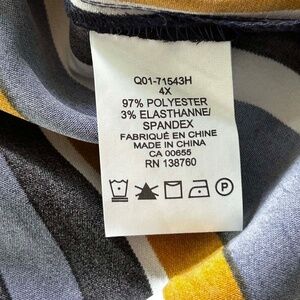 Q01-71543H
4X
97% POLYESTER
3% ELASTHANNE/
SPANDEX
FABRIQUÉ EN CHINE
MADE IN CHINA
CA 00655
RN 138760
P